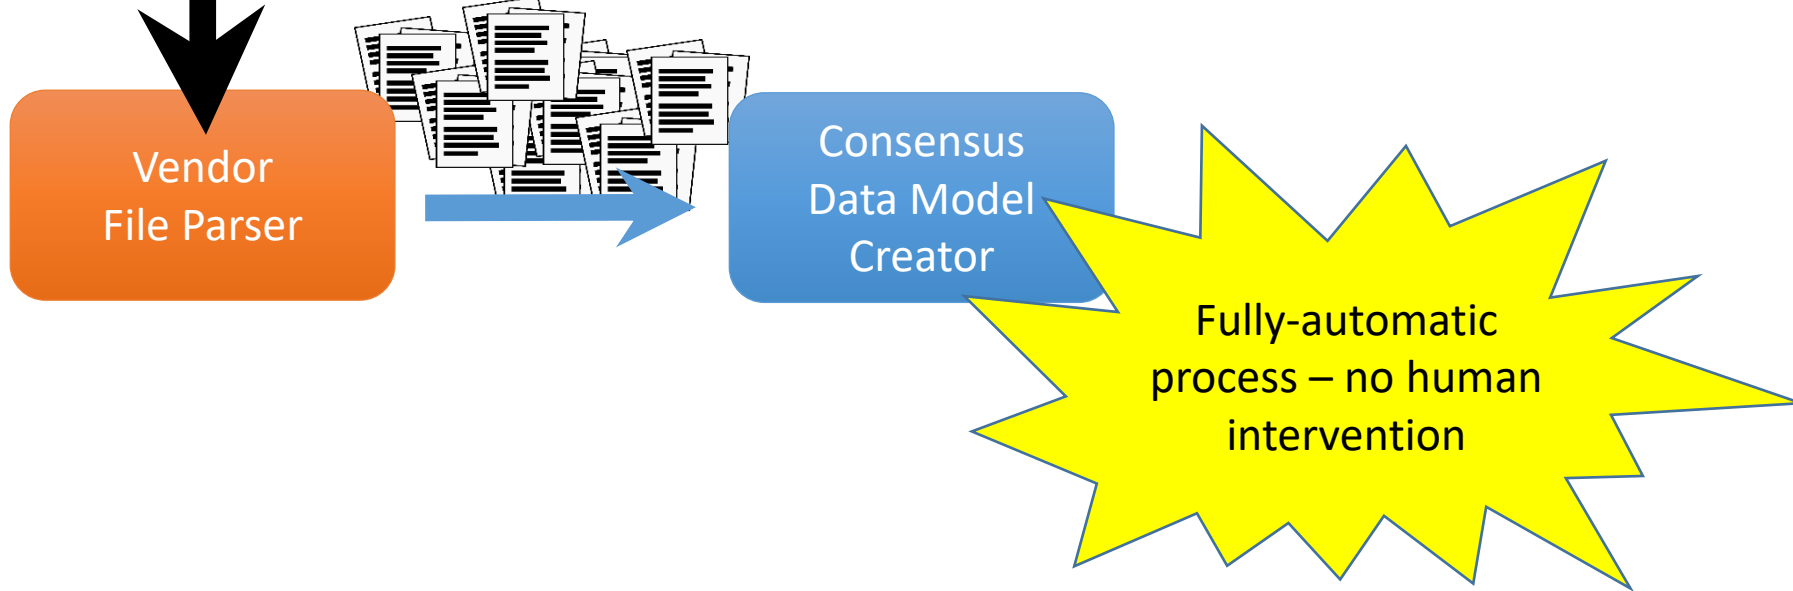 Vendor
File Parser
Consensus
Data Model
Creator
Fully-automatic
process – no human
intervention